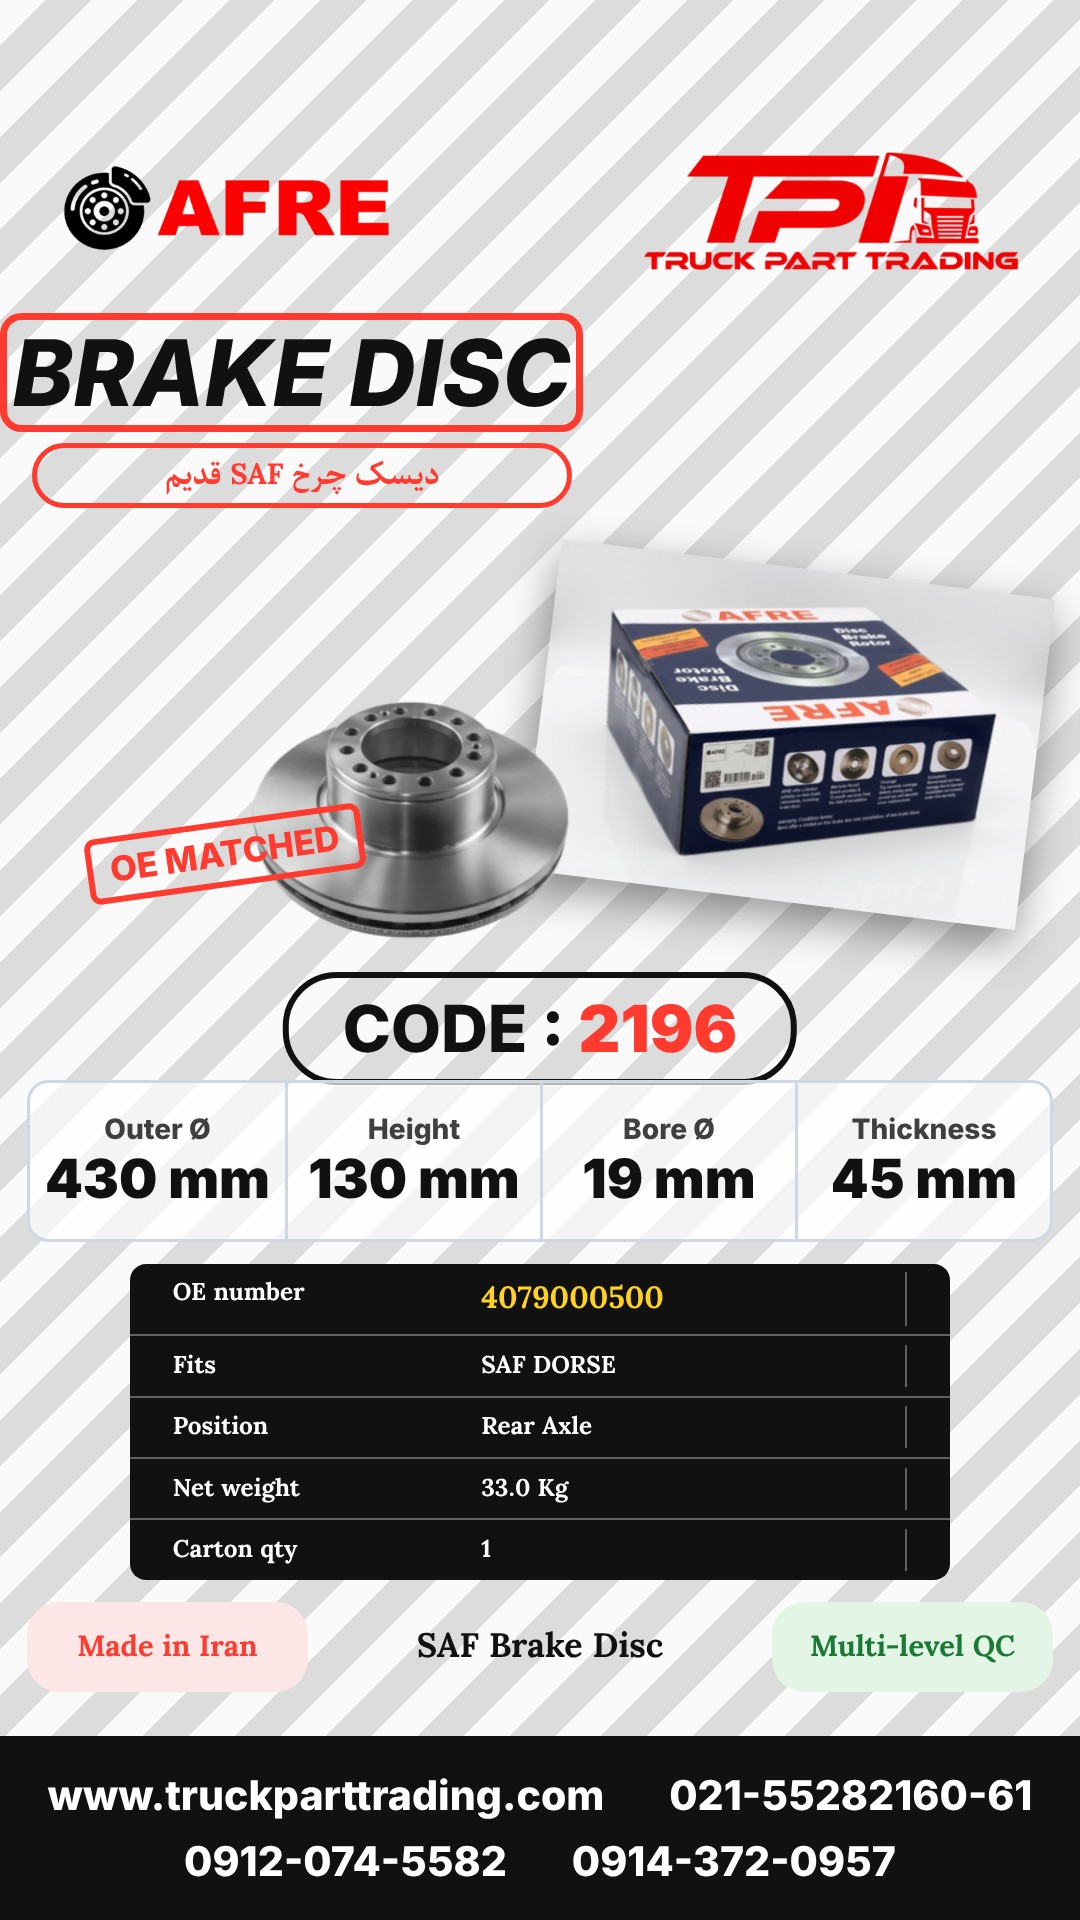 AFRE
TPI
TRUCK PART TRADING
BRAKE DISC
دیسک چرخ SAF قدیم
AFRE
Disc
Brake
Rotor
Disc
Brake
Rotor
AFRE
OE MATCHED
CODE : 2196
Outer Ø Height Bore Ø Thickness
430 mm 130 mm 19 mm 45 mm
OE number 4079000500
Fits SAF DORSE
Position Rear Axle
Net weight 33.0 Kg
Carton qty 1
Made in Iran SAF Brake Disc Multi-level QC
www.truckparttrading.com 021-55282160-61
0912-074-5582 0914-372-0957